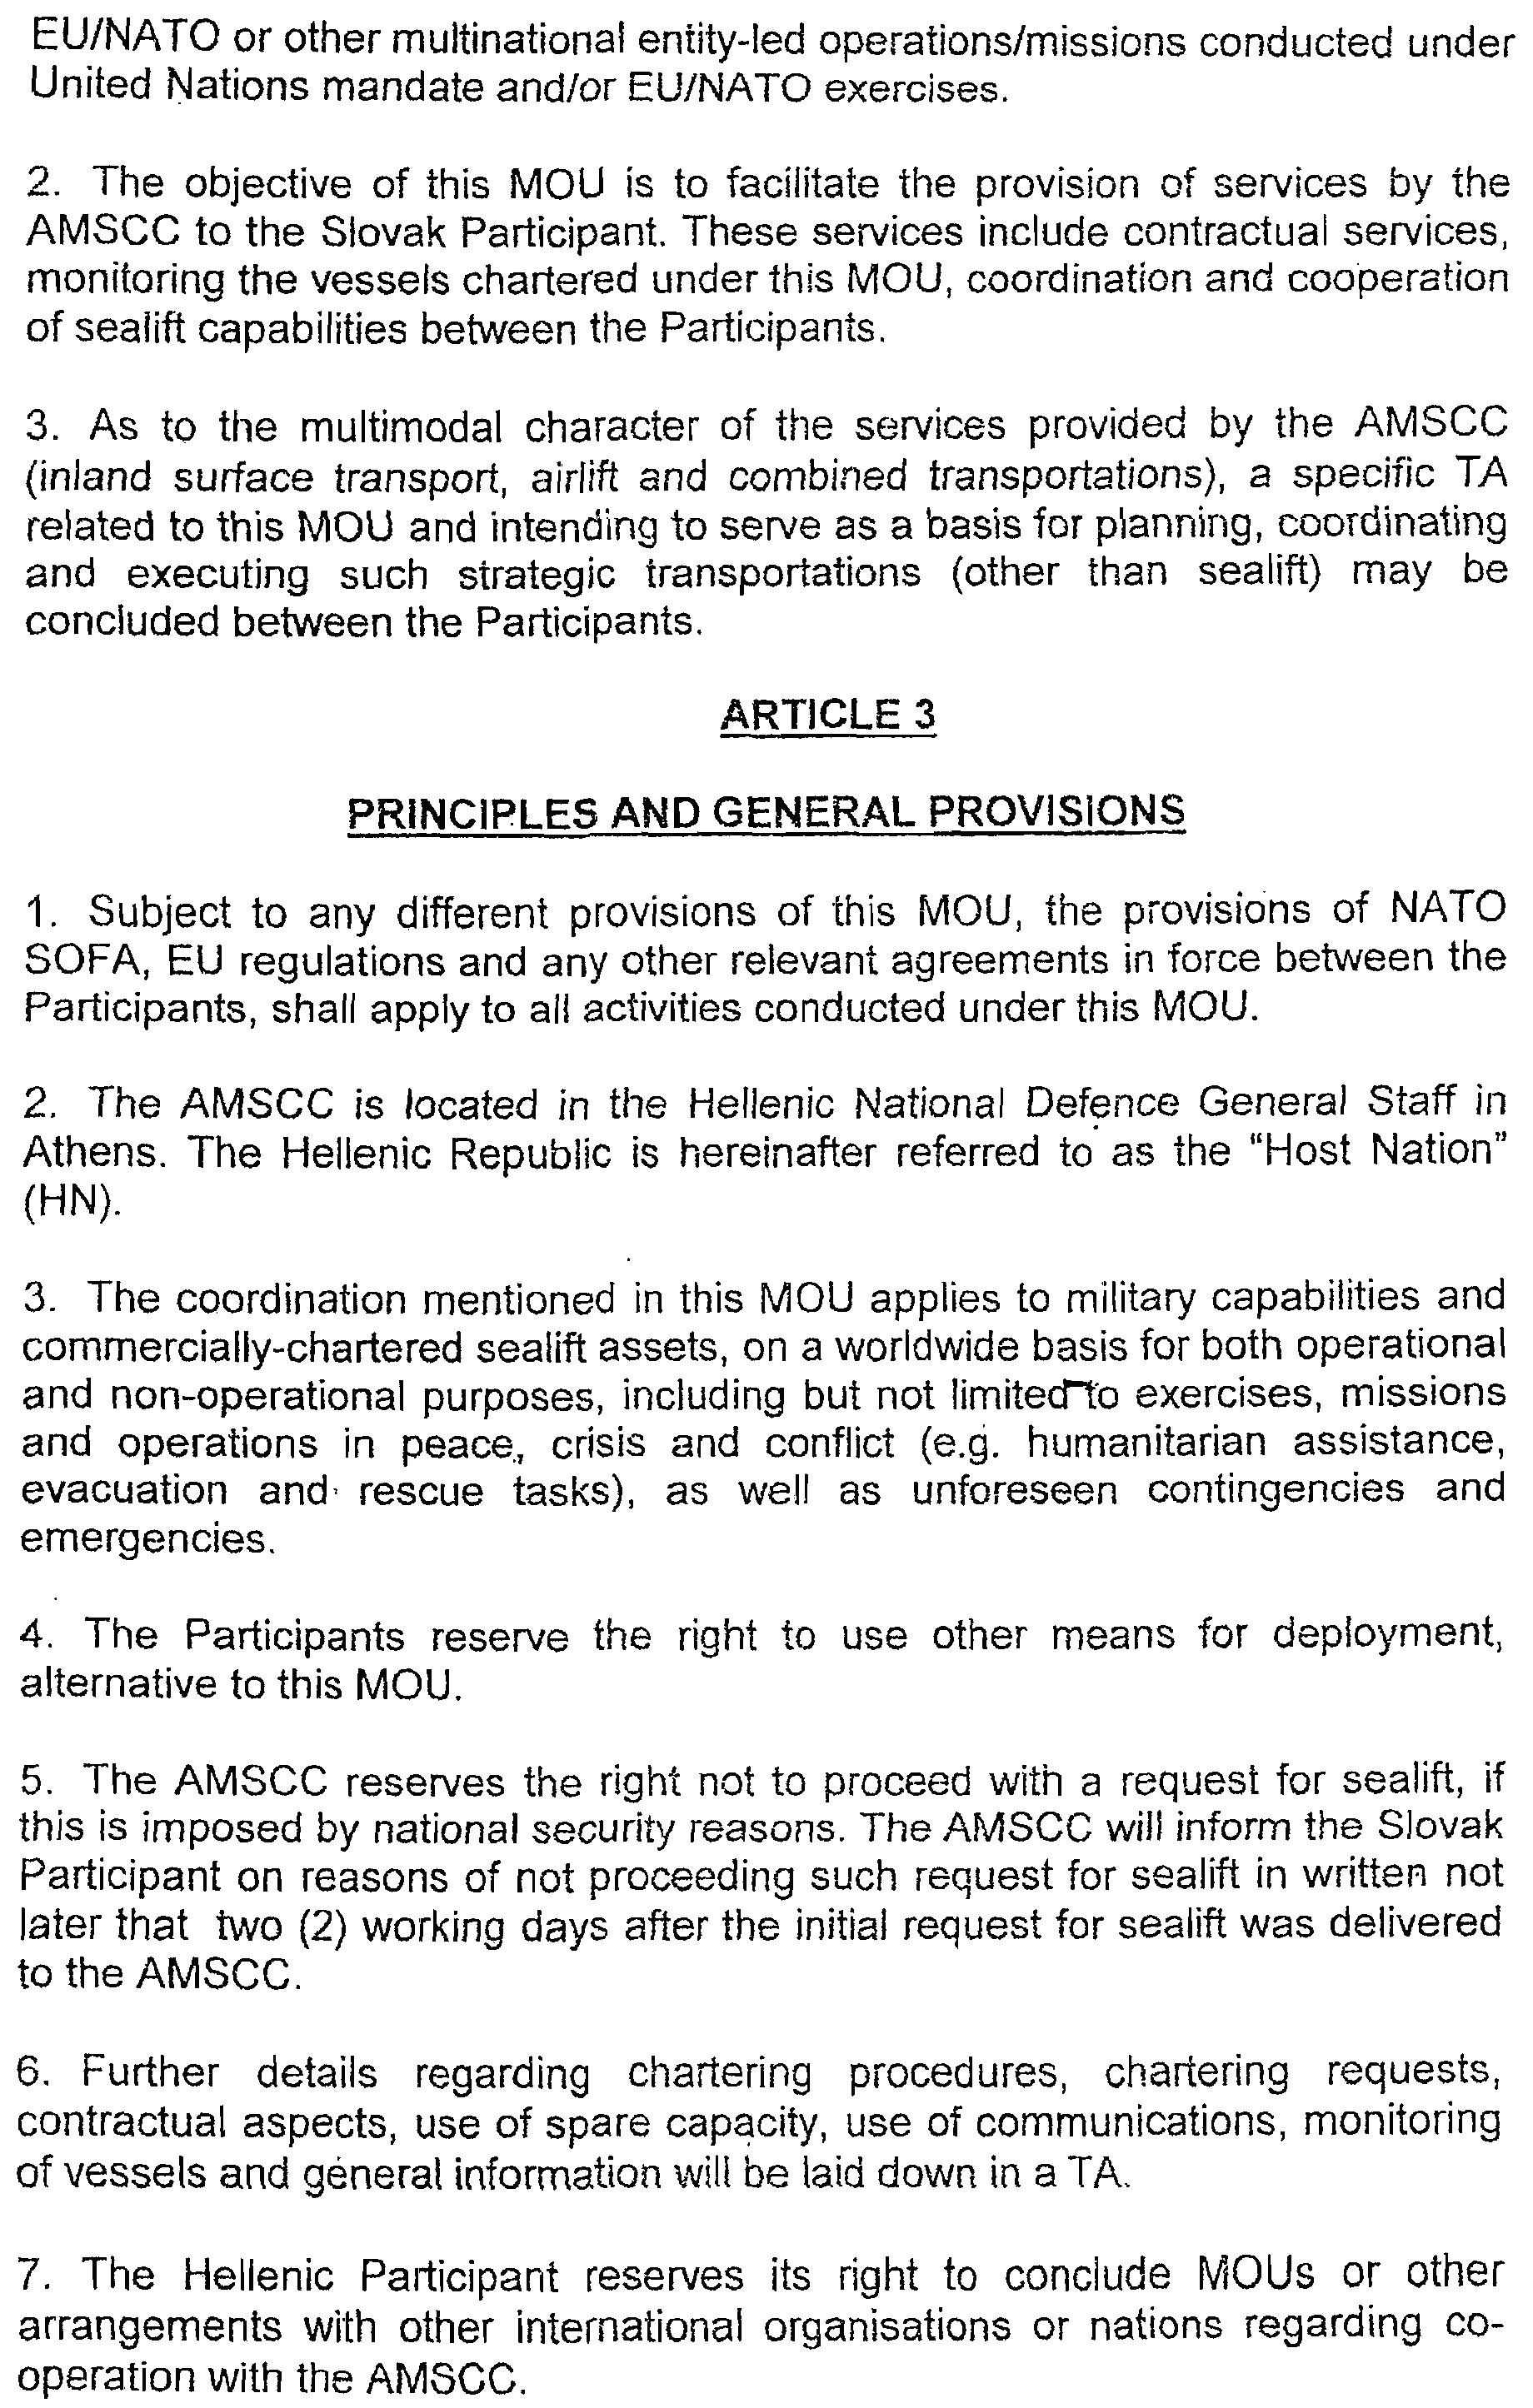 EU/NATO or other multinational entity-led operations/missions conducted under
United Nations mandate and/or EU/NATO exercises.
2. The objective of this MOU is to facilitate the provision of services by the
AMSCC to the Slovak Participant. These services include contractual services,
monitoring the vessels chartered under this MOU, coordination and cooperation
of sealift capabilities between the Participants.
3. As to the multimodal character of the services provided by the AMSCC
(inland surface transport, airlift and combined transportations), a specific TA
related to this MOU and intending to serve as a basis for planning, coordinating
and executing such strategic transportations (other than sealift) may be
concluded between the Participants.
ARTICLE 3
PRINCIPLES AND GENERAL PROVISIONS
1. Subject to any different provisions of this MOU, the provisions of NATO
SOFA, EU regulations and any other relevant agreements in force between the
Participants, shall apply to all activities conducted under this MOU.
2. The AMSCC is located in the Hellenic National Defence General Staff in
Athens. The Hellenic Republic is hereinafter referred to as the “Host Nation”
(HN).
3. The coordination mentioned in this MOU applies to military capabilities and
commercially-chartered sealift assets, on a worldwide basis for both operational
and non-operational purposes, including but not limited to exercises, missions
and operations in peace, crisis and conflict (e.g. humanitarian assistance,
evacuation and rescue tasks), as well as unforeseen contingencies and
emergencies.
4. The Participants reserve the right to use other means for deployment,
alternative to this MOU.
5. The AMSCC reserves the right not to proceed with a request for sealift, if
this is imposed by national security reasons. The AMSCC will inform the Slovak
Participant on reasons of not proceeding such request for sealift in written not
later that two (2) working days after the initial request for sealift was delivered
to the AMSCC.
6. Further details regarding chartering procedures, chartering requests,
contractual aspects, use of spare capacity, use of communications, monitoring
of vessels and general information will be laid down in a TA.
7. The Hellenic Participant reserves its right to conclude MOUs or other
arrangements with other international organisations or nations regarding co-
operation with the AMSCC.